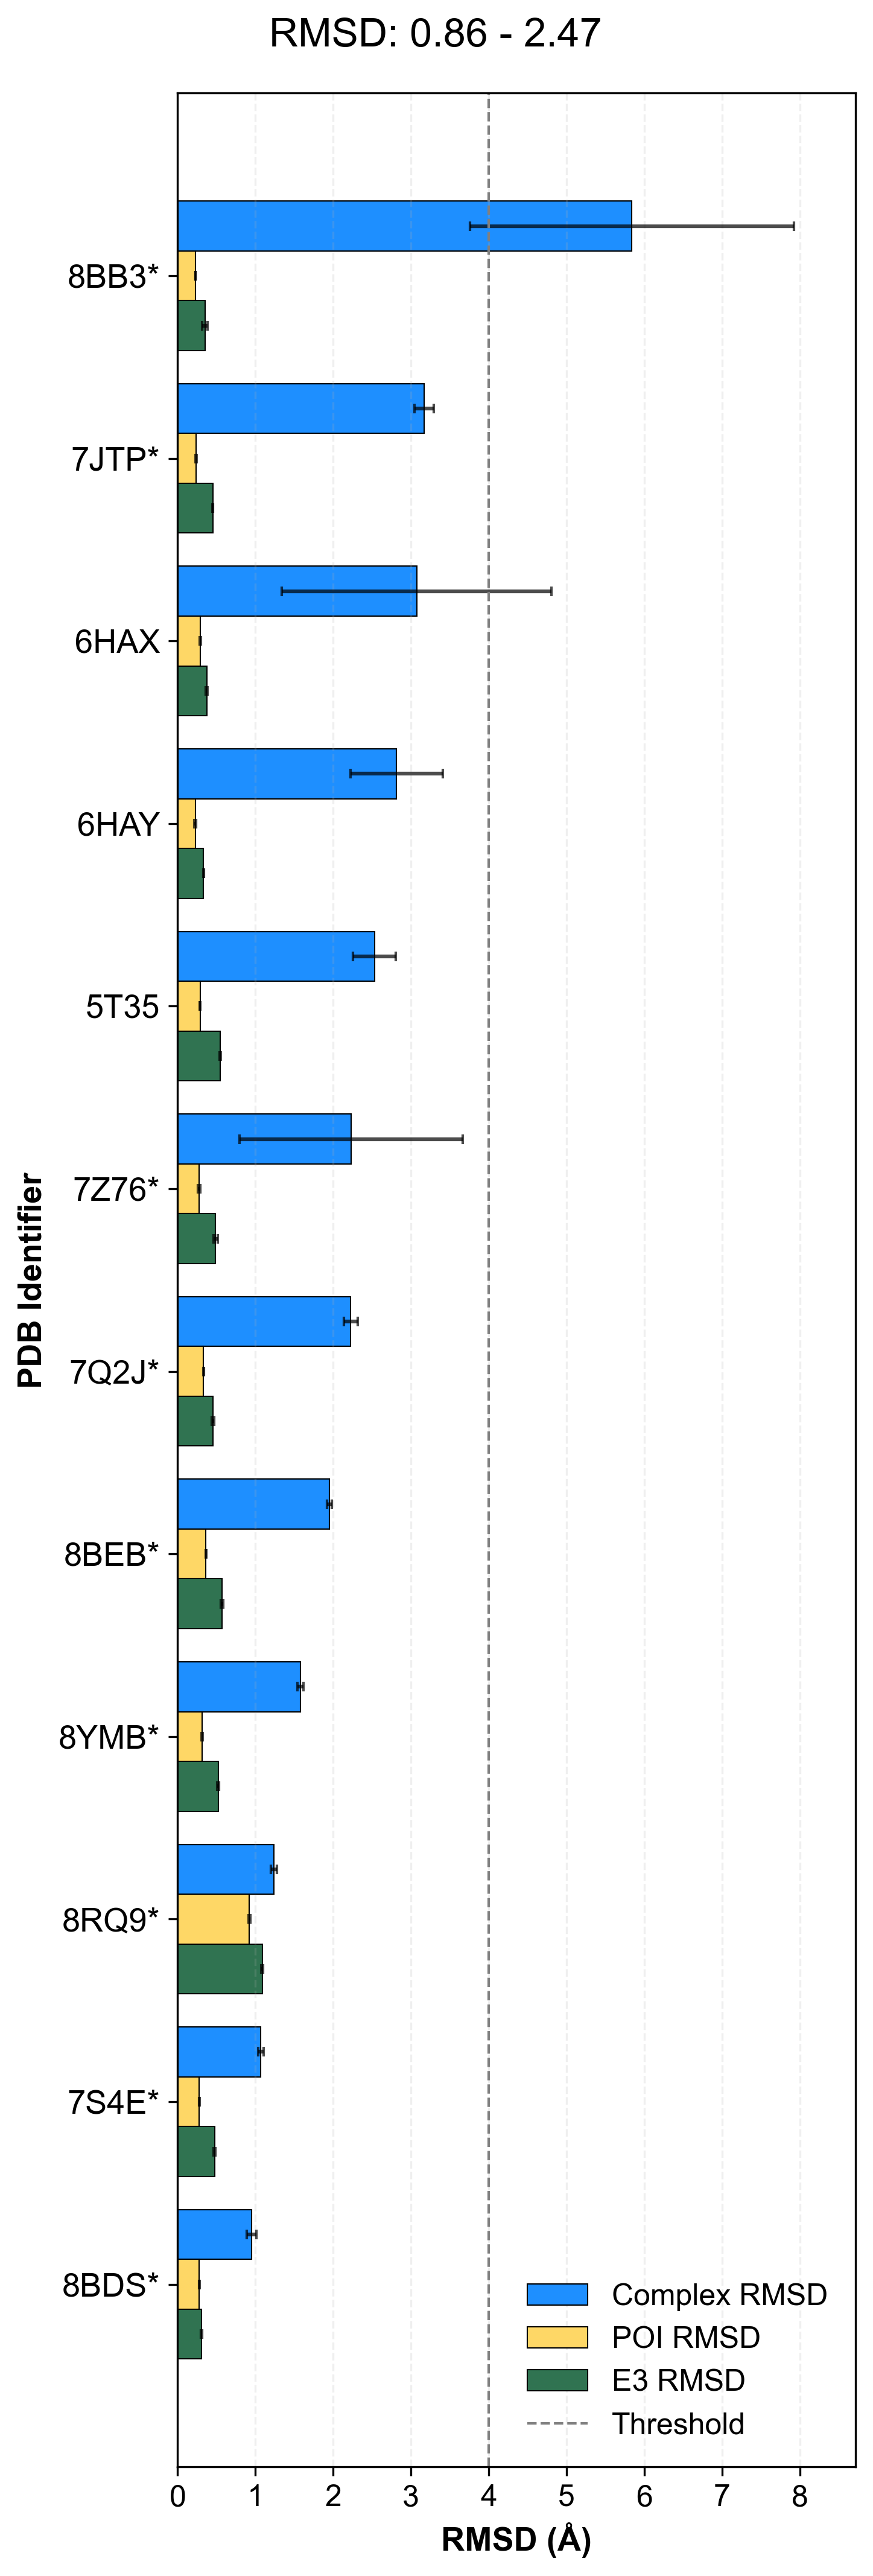 RMSD: 0.86 - 2.47
PDB Identifier
8BB3*
7JTP*
6HAX
6HAY
5T35
7Z76*
7Q2J*
8BEB*
8YMB*
8RQ9*
7S4E*
8BDS*
Complex RMSD
POI RMSD
E3 RMSD
Threshold
0 1 2 3 4 5 6 7 8
RMSD (Å)